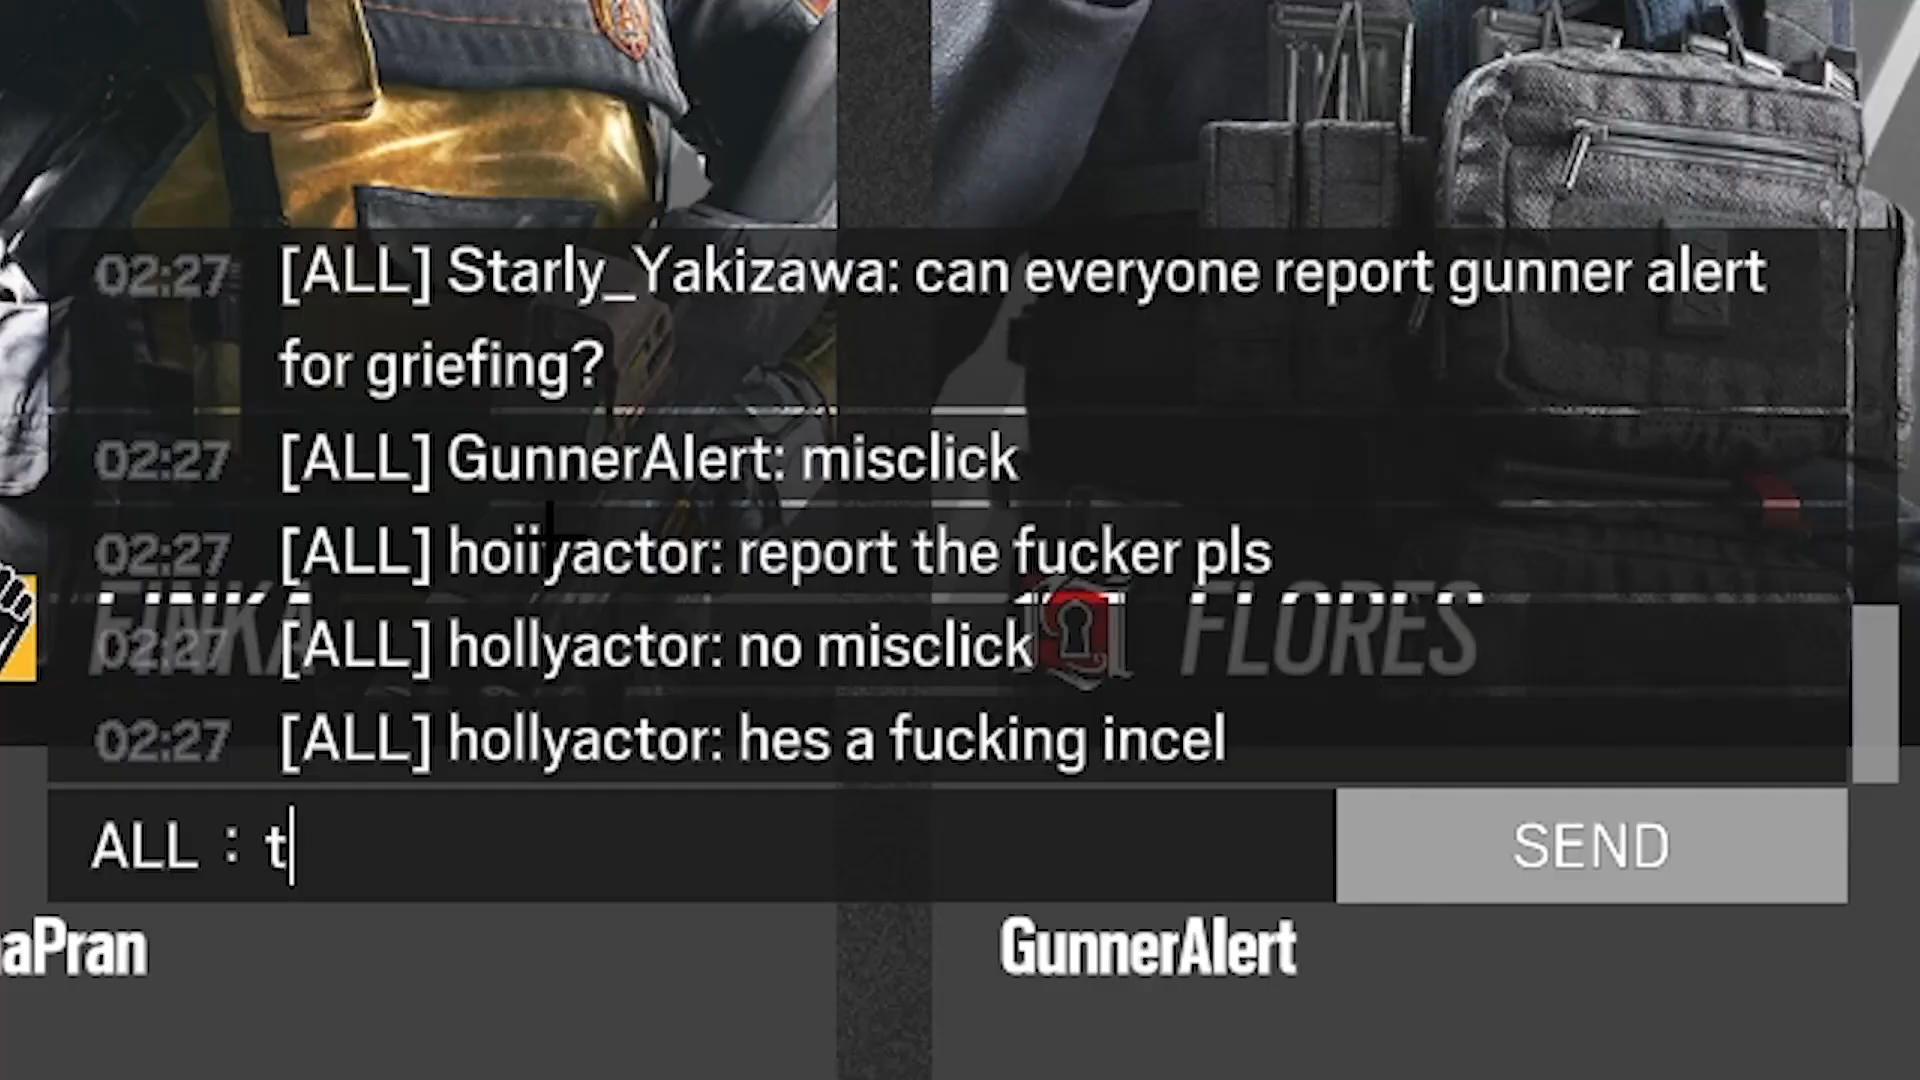 02:27 [ALL] Starly_Yakizawa: can everyone report gunner alert
for griefing?
02:27 [ALL] GunnerAlert: misclick
02:27 [ALL] hollyactor: report the fucker pls
02:27 [ALL] hollyactor: no misclick
02:27 [ALL] hollyactor: hes a fucking incel
FINKA
FLORES
ALL : t
SEND
aPran
GunnerAlert